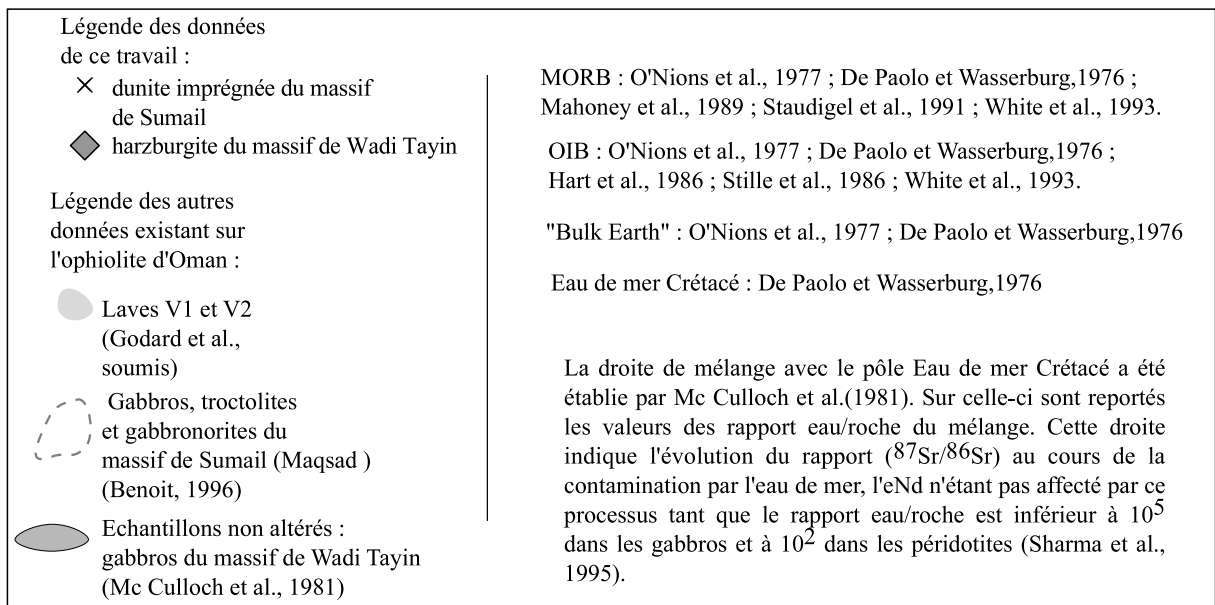 Légende des données
de ce travail :
dunite imprégnée du massif
de Sumail
harzburgite du massif de Wadi Tayin
Légende des autres
données existant sur
l'ophiolite d'Oman :
Laves V1 et V2
(Godard et al.,
soumis)
Gabbros, troctolites
et gabbronorites du
massif de Sumail (Maqsad )
(Benoit, 1996)
Echantillons non altérés :
gabbros du massif de Wadi Tayin
(Mc Culloch et al., 1981)
MORB : O'Nions et al., 1977 ; De Paolo et Wasserburg,1976 ;
Mahoney et al., 1989 ; Staudigel et al., 1991 ; White et al., 1993.
OIB : O'Nions et al., 1977 ; De Paolo et Wasserburg,1976 ;
Hart et al., 1986 ; Stille et al., 1986 ; White et al., 1993.
"Bulk Earth" : O'Nions et al., 1977 ; De Paolo et Wasserburg,1976
Eau de mer Crétacé : De Paolo et Wasserburg,1976
La droite de mélange avec le pôle Eau de mer Crétacé a été
établie par Mc Culloch et al.(1981). Sur celle-ci sont reportés
les valeurs des rapport eau/roche du mélange. Cette droite
indique l'évolution du rapport (⁸⁷Sr/⁸⁶Sr) au cours de la
contamination par l'eau de mer, l'eNd n'étant pas affecté par ce
processus tant que le rapport eau/roche est inférieur à 10⁵
dans les gabbros et à 10² dans les péridotites (Sharma et al.,
1995).